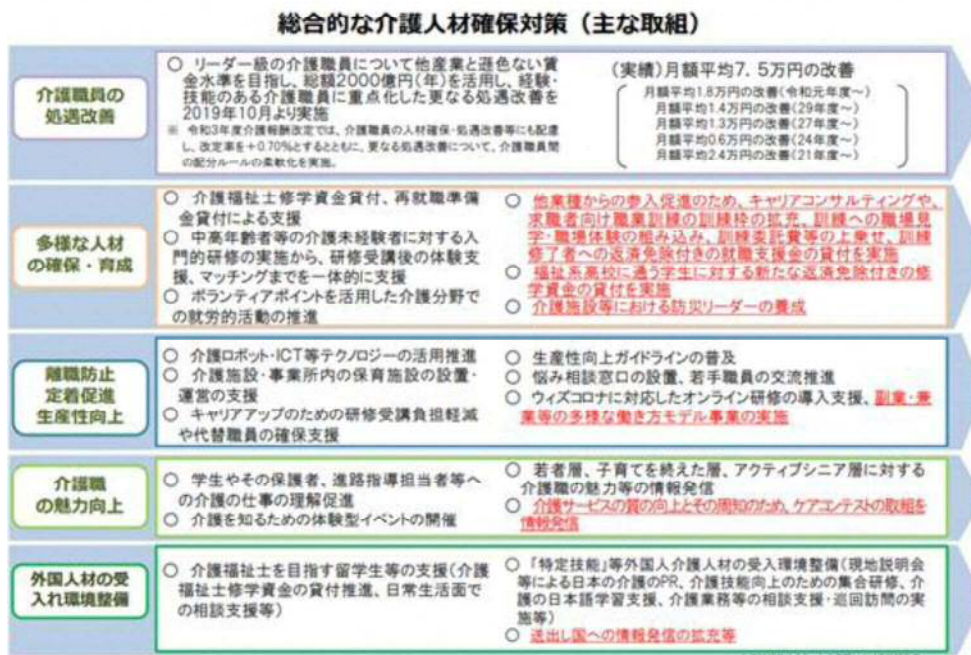 総合的な介護人材確保対策（主な取組）
介護職員の
処遇改善
○ リーダー級の介護職員について他産業と遜色ない賃
金水準を目指し、総額2000億円(年)を活用し、経験・
技能のある介護職員に重点化した更なる処遇改善を
2019年10月より実施
※ 令和3年度介護報酬改定では、介護職員の人材確保・処遇改善等にも配慮
し、改定率を+0.70%とするとともに、更なる処遇改善について、介護職員間
の配分ルールの柔軟化を実施。
(実績)月額平均7.5万円の改善
月額平均1.8万円の改善(令和元年度～)
月額平均1.4万円の改善(29年度～)
月額平均1.3万円の改善(27年度～)
月額平均0.6万円の改善(24年度～)
月額平均2.4万円の改善(21年度～)
多様な人材
の確保・育成
○ 介護福祉士修学資金貸付、再就職準備
金貸付による支援
○ 中高年齢者等の介護未経験者に対する入
門的研修の実施から、研修受講後の体験支
援、マッチングまでを一体的に支援
○ ボランティアポイントを活用した介護分野で
の就労的活動の推進
○ 他業種からの参入促進のため、キャリアコンサルティングや、
求職者向け職業訓練の訓練枠の拡充、訓練への職場見
学・職場体験の組み込み、訓練委託費等の上乗せ、訓練
修了者への返済免除付きの就職支援金の貸付を実施
○ 福祉系高校に通う学生に対する新たな返済免除付きの修
学資金の貸付を実施
○ 介護施設等における防災リーダーの養成
離職防止
定着促進
生産性向上
○ 介護ロボット・ICT等テクノロジーの活用推進
○ 介護施設・事業所内の保育施設の設置・
運営の支援
○ キャリアアップのための研修受講負担軽減
や代替職員の確保支援
○ 生産性向上ガイドラインの普及
○ 悩み相談窓口の設置、若手職員の交流推進
○ ウィズコロナに対応したオンライン研修の導入支援、副業・兼
業等の多様な働き方モデル事業の実施
介護職
の魅力向上
○ 学生やその保護者、進路指導担当者等へ
の介護の仕事の理解促進
○ 介護を知るための体験型イベントの開催
○ 若者層、子育てを終えた層、アクティブシニア層に対する
介護職の魅力等の情報発信
○ 介護サービスの質の向上とその周知のため、ケアコンテストの取組を
情報発信
外国人材の受
入れ環境整備
○ 介護福祉士を目指す留学生等の支援(介護
福祉士修学資金の貸付推進、日常生活面で
の相談支援等)
○ 「特定技能」等外国人介護人材の受入環境整備(現地説明会
等による日本の介護のPR、介護技能向上のための集合研修、介
護の日本語学習支援、介護業務等の相談支援・巡回訪問の実
施等)
○ 送出し国への情報発信の拡充等